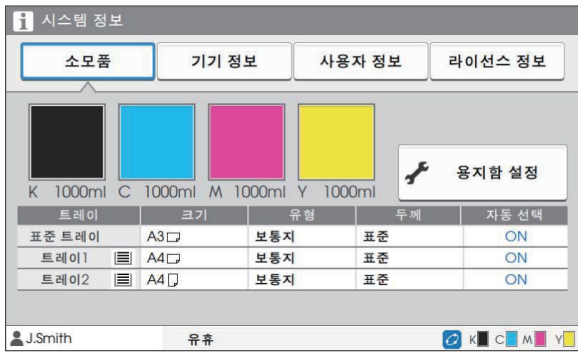 시스템 정보
소모품 기기 정보 사용자 정보 라이선스 정보
K 1000ml C 1000ml M 1000ml Y 1000ml
용지함 설정
트레이 크기 유형 두께 자동 선택
표준 트레이 A3 보통지 표준 ON
트레이1 A4 보통지 표준 ON
트레이2 A4 보통지 표준 ON
J.Smith 유휴 K C M Y